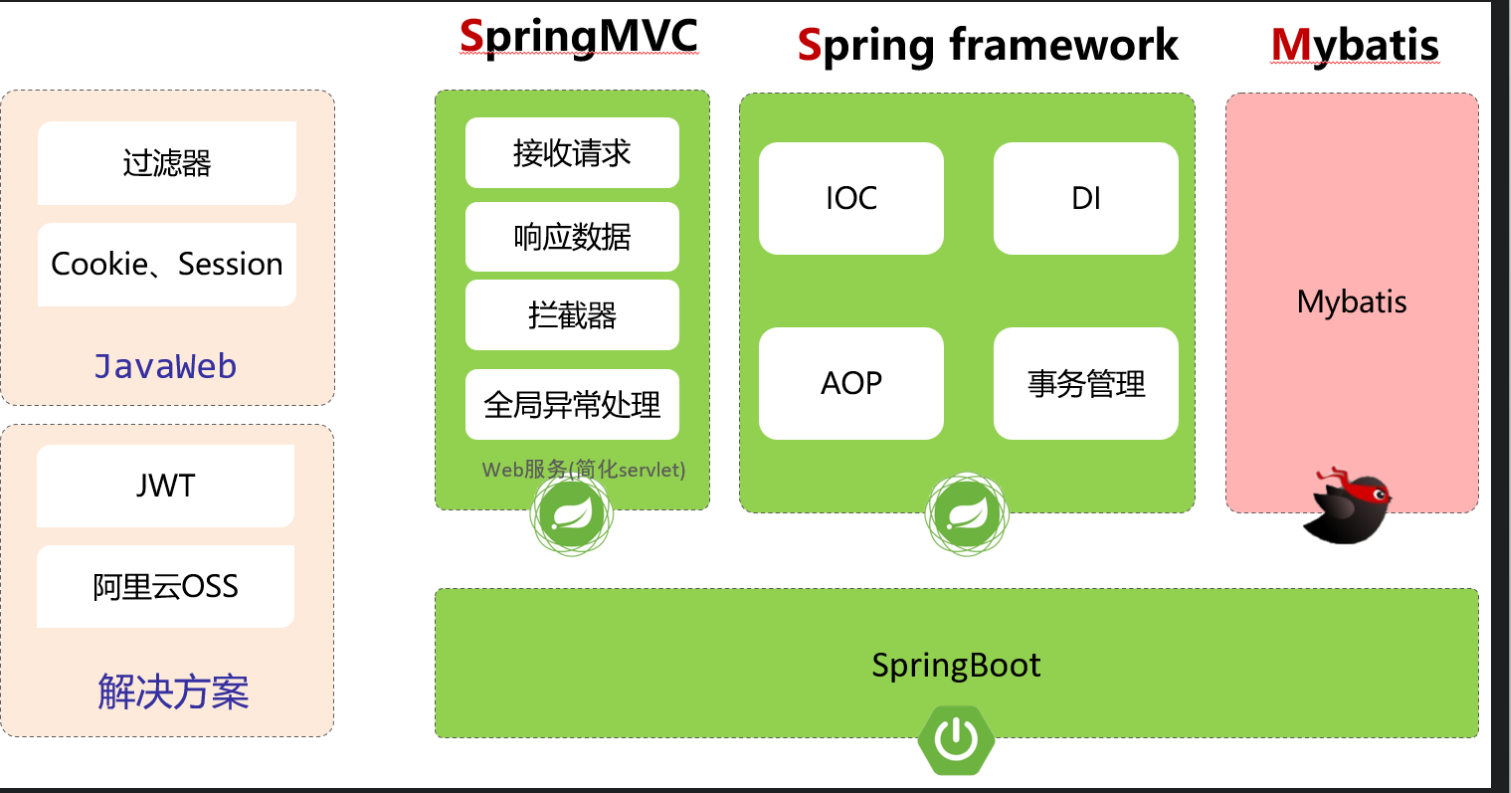 SpringMVC
Spring framework
Mybatis
过滤器
Cookie、Session
JavaWeb
JWT
阿里云OSS
解决方案
接收请求
响应数据
拦截器
全局异常处理
Web服务(简化servlet)
IOC
DI
AOP
事务管理
Mybatis
SpringBoot